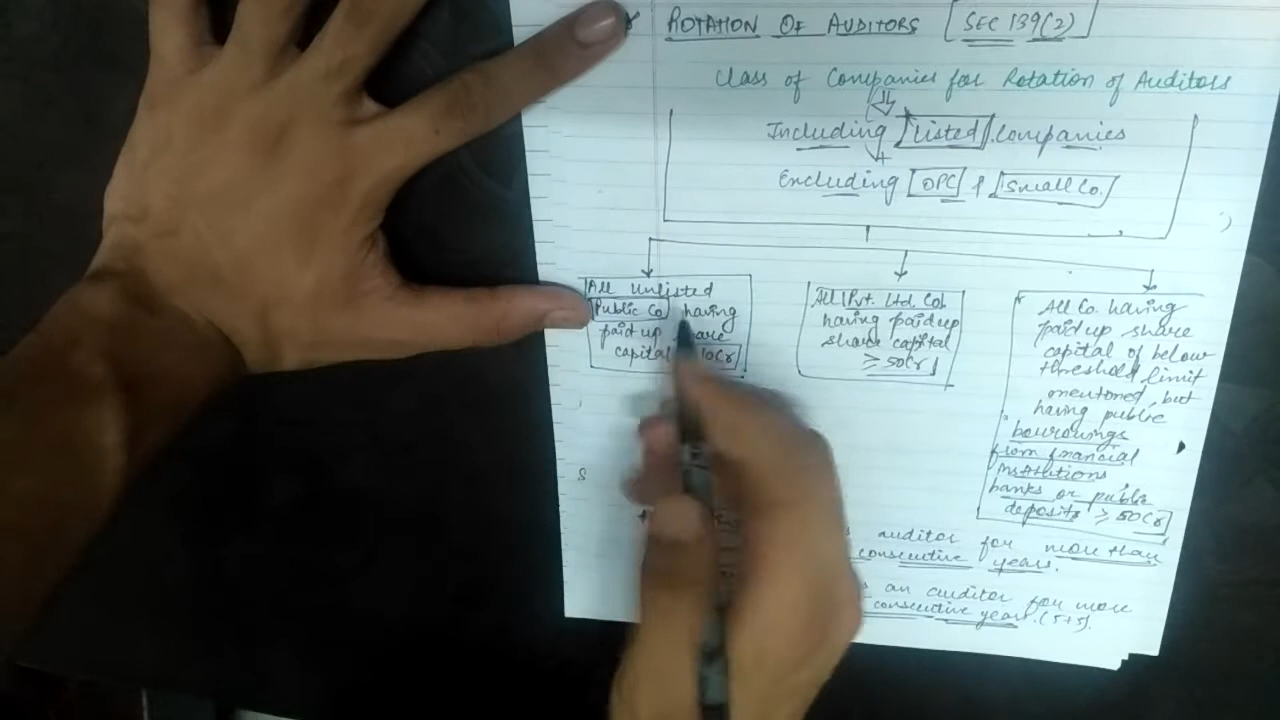 ROTATION OF AUDITORS [SEC 139(2)]
Class of Companies for Rotation of Auditors
Including Listed Companies
+
Excluding OPC & Small Co.
All Unlisted
Public Co having
paid up share
capital 10Cr
All Pvt. Ltd. Co.
having paid up
share capital
≥ 50Cr
All Co. having
paid up share
capital of below
threshold limit
mentioned, but
having public
borrowings
from financial
institutions
banks or public
deposits ≥ 50Cr
auditor for more than
consecutive years.
an auditor for more
consecutive years. (5+5).